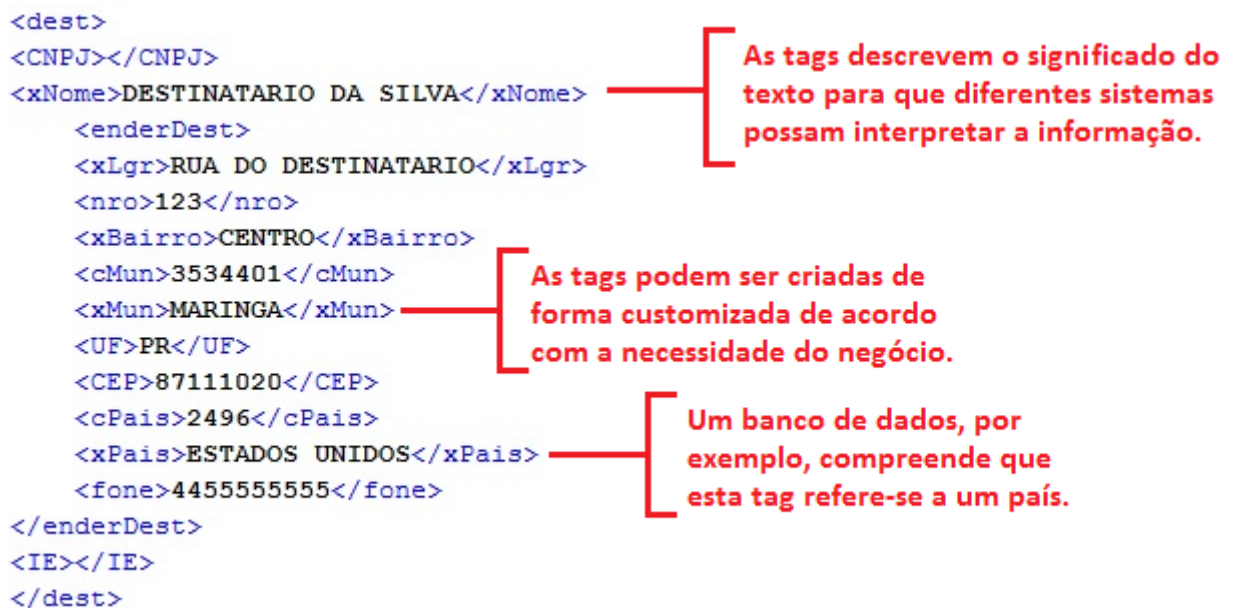 <dest>
<CNPJ></CNPJ>
<xNome>DESTINATARIO DA SILVA</xNome>
<enderDest>
<xLgr>RUA DO DESTINATARIO</xLgr>
<nro>123</nro>
<xBairro>CENTRO</xBairro>
<cMun>3534401</cMun>
<xMun>MARINGA</xMun>
<UF>PR</UF>
<CEP>87111020</CEP>
<cPais>2496</cPais>
<xPais>ESTADOS UNIDOS</xPais>
<fone>4455555555</fone>
</enderDest>
<IE></IE>
</dest>
As tags descrevem o significado do
texto para que diferentes sistemas
possam interpretar a informação.
As tags podem ser criadas de
forma customizada de acordo
com a necessidade do negócio.
Um banco de dados, por
exemplo, compreende que
esta tag refere-se a um país.